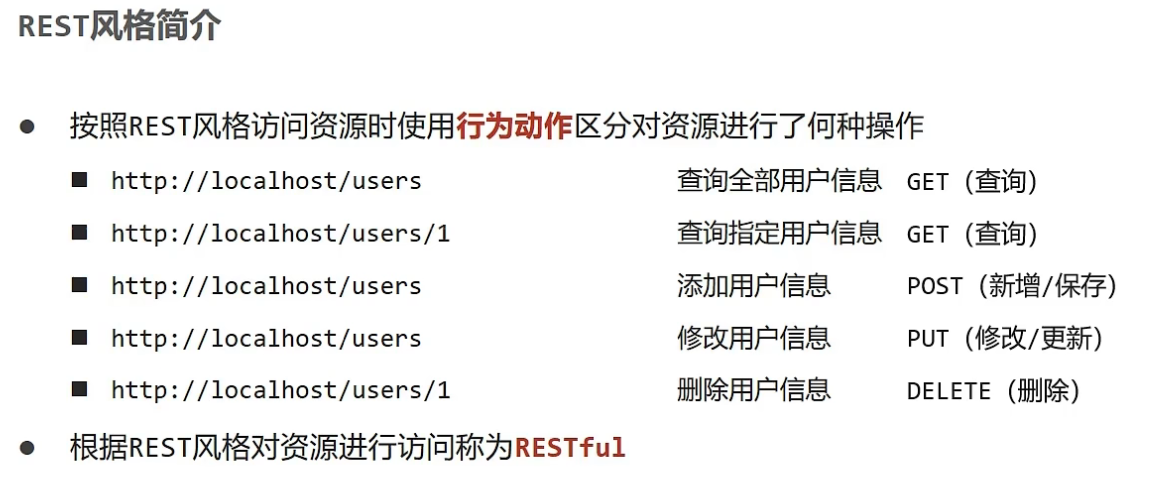 REST风格简介
● 按照REST风格访问资源时使用行为动作区分对资源进行了何种操作
■ http://localhost/users 查询全部用户信息 GET（查询）
■ http://localhost/users/1 查询指定用户信息 GET（查询）
■ http://localhost/users 添加用户信息 POST（新增/保存）
■ http://localhost/users 修改用户信息 PUT（修改/更新）
■ http://localhost/users/1 删除用户信息 DELETE（删除）
● 根据REST风格对资源进行访问称为RESTful